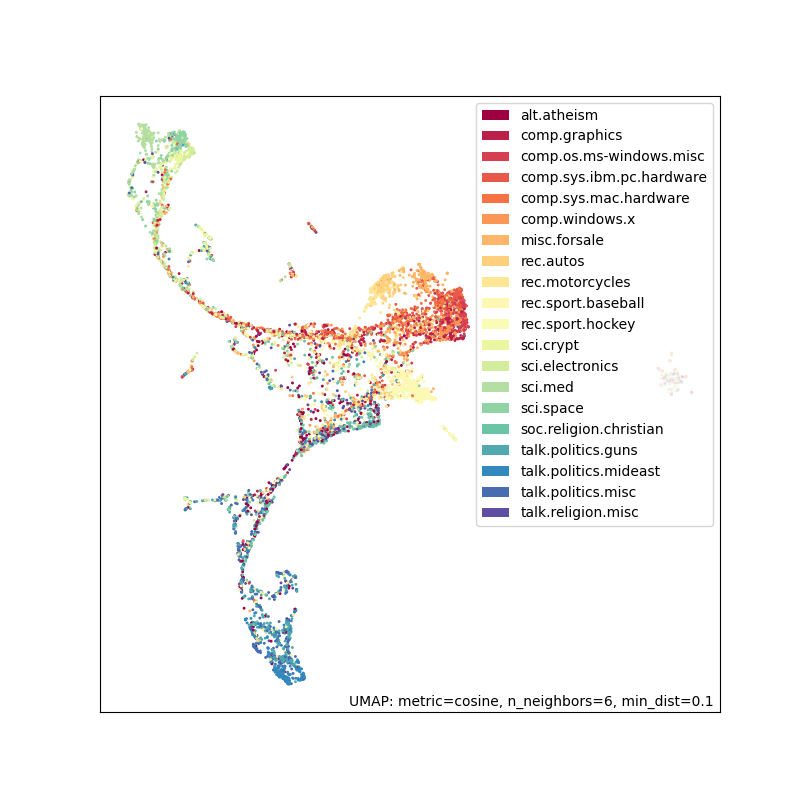 alt.atheism
comp.graphics
comp.os.ms-windows.misc
comp.sys.ibm.pc.hardware
comp.sys.mac.hardware
comp.windows.x
misc.forsale
rec.autos
rec.motorcycles
rec.sport.baseball
rec.sport.hockey
sci.crypt
sci.electronics
sci.med
sci.space
soc.religion.christian
talk.politics.guns
talk.politics.mideast
talk.politics.misc
talk.religion.misc
UMAP: metric=cosine, n_neighbors=6, min_dist=0.1